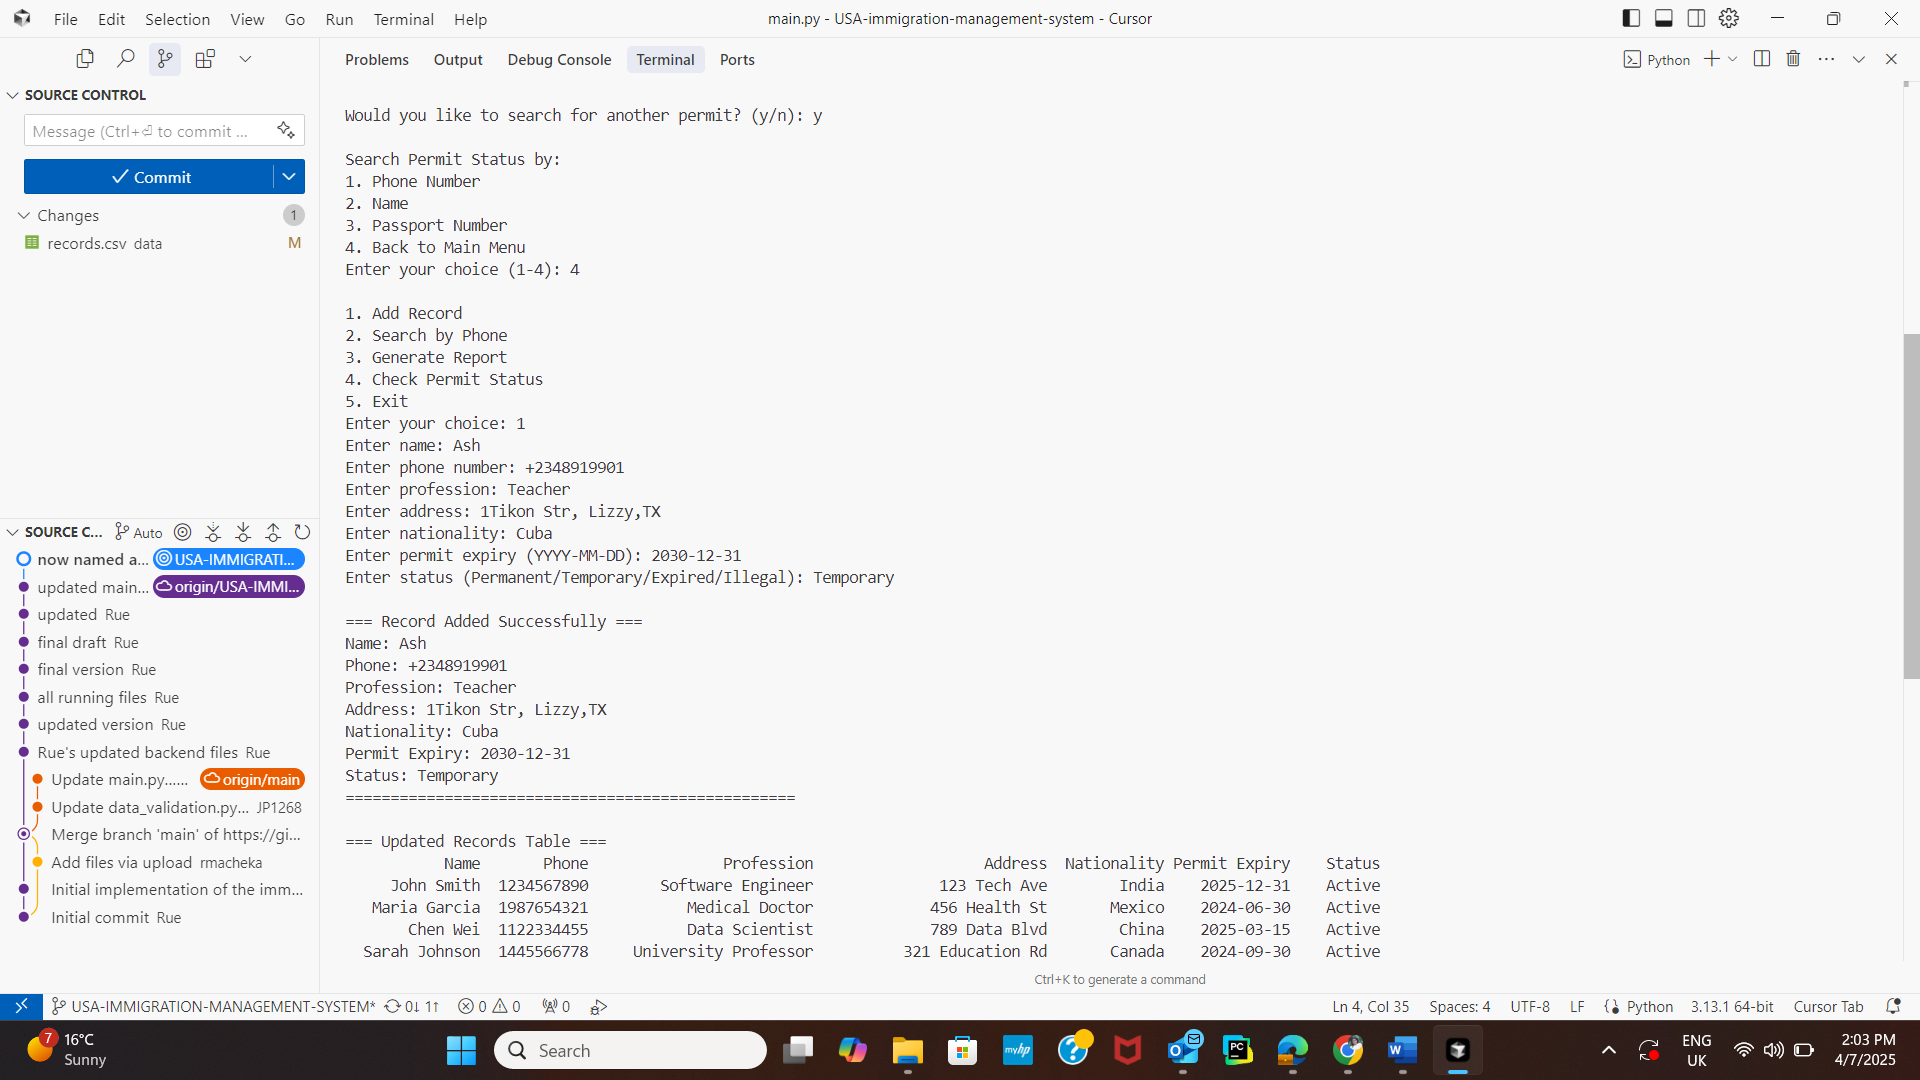 File Edit Selection View Go Run Terminal Help
main.py - USA-immigration-management-system - Cursor
SOURCE CONTROL
Message (Ctrl+⏎ to commit ...
Commit
Changes 1
records.csv data M
SOURCE C... Auto
now named a... USA-IMMIGRATI...
updated main... origin/USA-IMMI...
updated Rue
final draft Rue
final version Rue
all running files Rue
updated version Rue
Rue's updated backend files Rue
Update main.py...... origin/main
Update data_validation.py... JP1268
Merge branch 'main' of https://gi...
Add files via upload rmacheka
Initial implementation of the imm...
Initial commit Rue
Problems Output Debug Console Terminal Ports
Python
Would you like to search for another permit? (y/n): y
Search Permit Status by:
1. Phone Number
2. Name
3. Passport Number
4. Back to Main Menu
Enter your choice (1-4): 4
1. Add Record
2. Search by Phone
3. Generate Report
4. Check Permit Status
5. Exit
Enter your choice: 1
Enter name: Ash
Enter phone number: +2348919901
Enter profession: Teacher
Enter address: 1Tikon Str, Lizzy,TX
Enter nationality: Cuba
Enter permit expiry (YYYY-MM-DD): 2030-12-31
Enter status (Permanent/Temporary/Expired/Illegal): Temporary
=== Record Added Successfully ===
Name: Ash
Phone: +2348919901
Profession: Teacher
Address: 1Tikon Str, Lizzy,TX
Nationality: Cuba
Permit Expiry: 2030-12-31
Status: Temporary
==================================================
=== Updated Records Table ===
Name Phone Profession Address Nationality Permit Expiry Status
John Smith 1234567890 Software Engineer 123 Tech Ave India 2025-12-31 Active
Maria Garcia 1987654321 Medical Doctor 456 Health St Mexico 2024-06-30 Active
Chen Wei 1122334455 Data Scientist 789 Data Blvd China 2025-03-15 Active
Sarah Johnson 1445566778 University Professor 321 Education Rd Canada 2024-09-30 Active
Ctrl+K to generate a command
USA-IMMIGRATION-MANAGEMENT-SYSTEM* 0↓ 1↑ 0 0 0
Ln 4, Col 35 Spaces: 4 UTF-8 LF Python 3.13.1 64-bit Cursor Tab
7
16°C
Sunny
Search
myhp
PC
W
ENG
UK
2:03 PM
4/7/2025